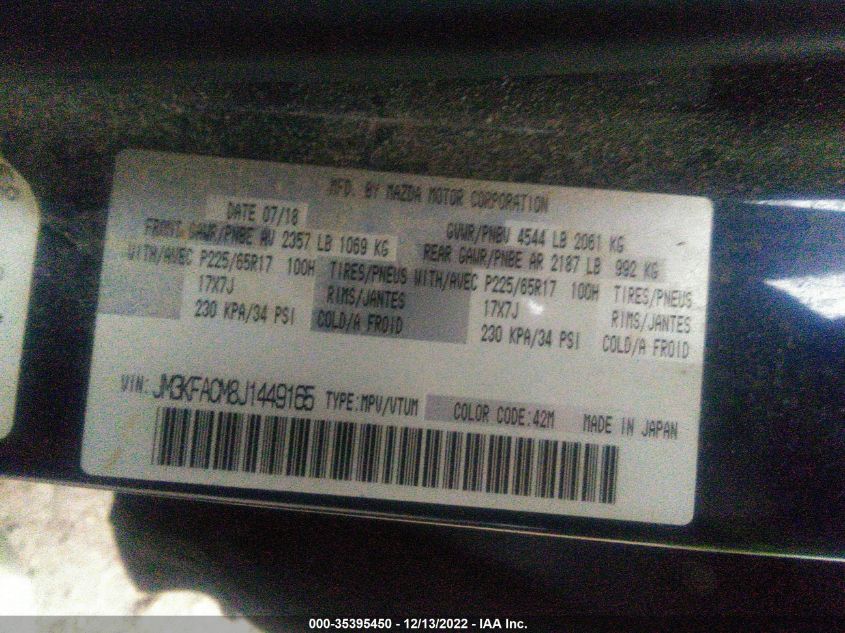 MFD. BY MAZDA MOTOR CORPORATION
DATE 07/18 GVWR/PNBV 4544 LB 2061 KG
FRONT GAWR/PNBE AV 2357 LB 1069 KG REAR GAWR/PNBE AR 2187 LB 992 KG
WITH/AVEC P225/65R17 100H TIRES/PNEUS WITH/AVEC P225/65R17 100H TIRES/PNEUS
17X7J RIMS/JANTES 17X7J RIMS/JANTES
230 KPA/34 PSI COLD/A FROID 230 KPA/34 PSI COLD/A FROID
VIN: JM3KFACM8J1449165 TYPE:MPV/VTUM COLOR CODE:42M MADE IN JAPAN
000-35395450 - 12/13/2022 - IAA Inc.